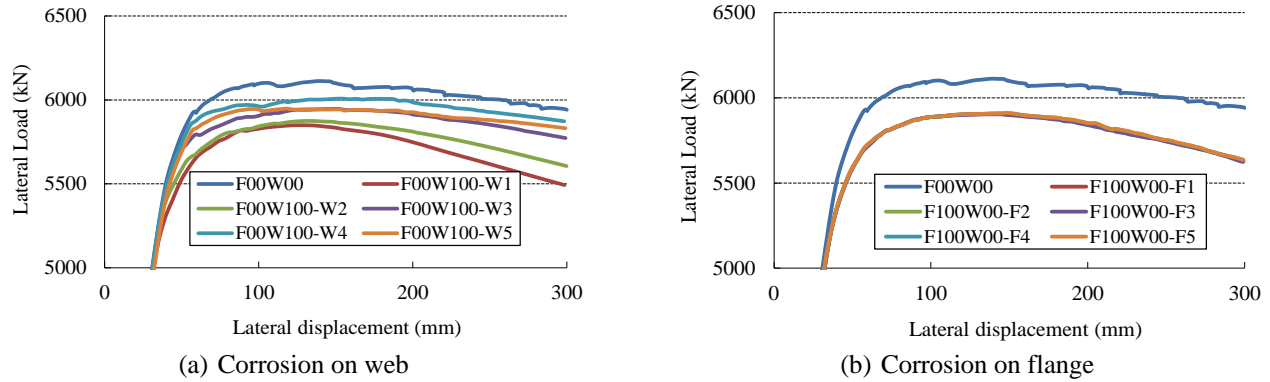 6500
6000
5500
5000
Lateral Load (kN)
F00W00
F00W100-W1
F00W100-W2
F00W100-W3
F00W100-W4
F00W100-W5
0
100
200
300
Lateral displacement (mm)
(a) Corrosion on web
6500
6000
5500
5000
Lateral Load (kN)
F00W00
F100W00-F1
F100W00-F2
F100W00-F3
F100W00-F4
F100W00-F5
0
100
200
300
Lateral displacement (mm)
(b) Corrosion on flange